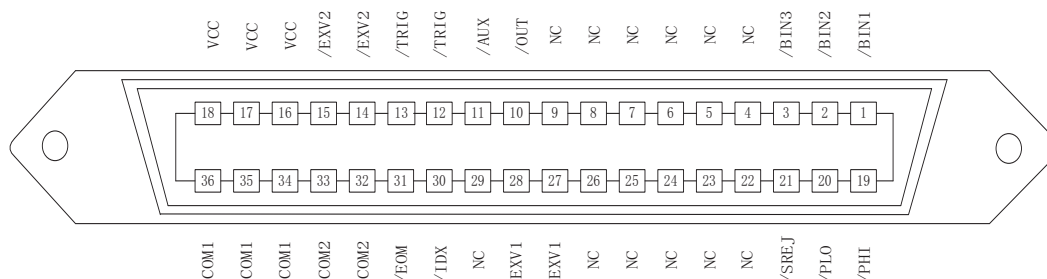 VCC VCC VCC /EXV2 /EXV2 /TRIG /TRIG /AUX /OUT NC NC NC NC NC NC /BIN3 /BIN2 /BIN1
18 17 16 15 14 13 12 11 10 9 8 7 6 5 4 3 2 1
36 35 34 33 32 31 30 29 28 27 26 25 24 23 22 21 20 19
COM1 COM1 COM1 COM2 COM2 /EOM /IDX NC EXV1 EXV1 NC NC NC NC NC /SREJ /PLO /PHI